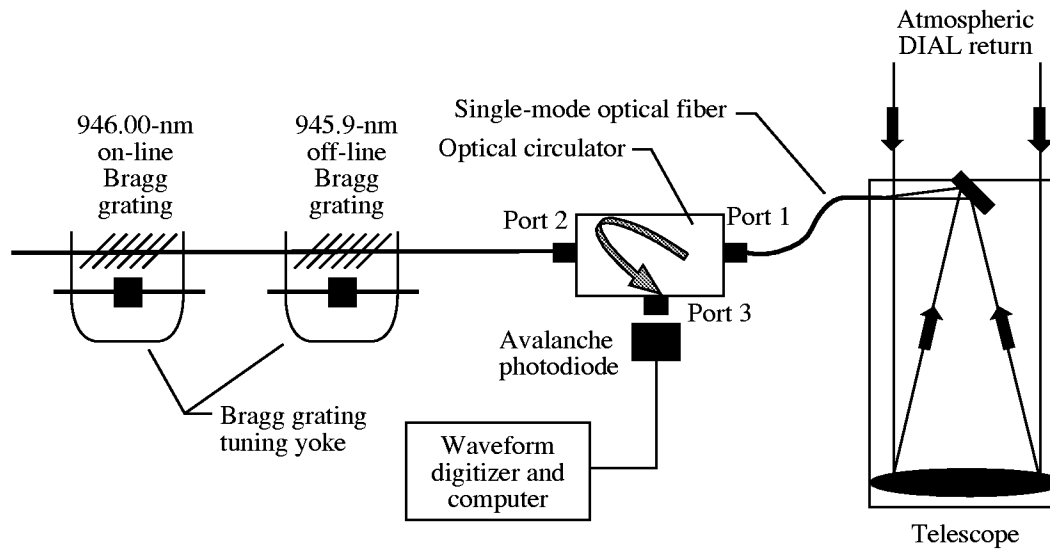 Atmospheric
DIAL return
Single-mode optical fiber
Optical circulator
946.00-nm
on-line
Bragg
grating
945.9-nm
off-line
Bragg
grating
Port 2
Port 1
Port 3
Avalanche
photodiode
Bragg grating
tuning yoke
Waveform
digitizer and
computer
Telescope